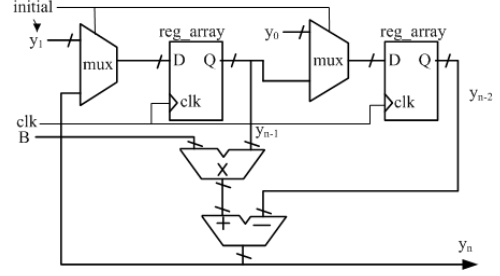 initial
y1
mux
reg_array
D Q
clk
y0
mux
reg_array
D Q
clk
yn-2
clk
B
yn-1
X
+ −
yn